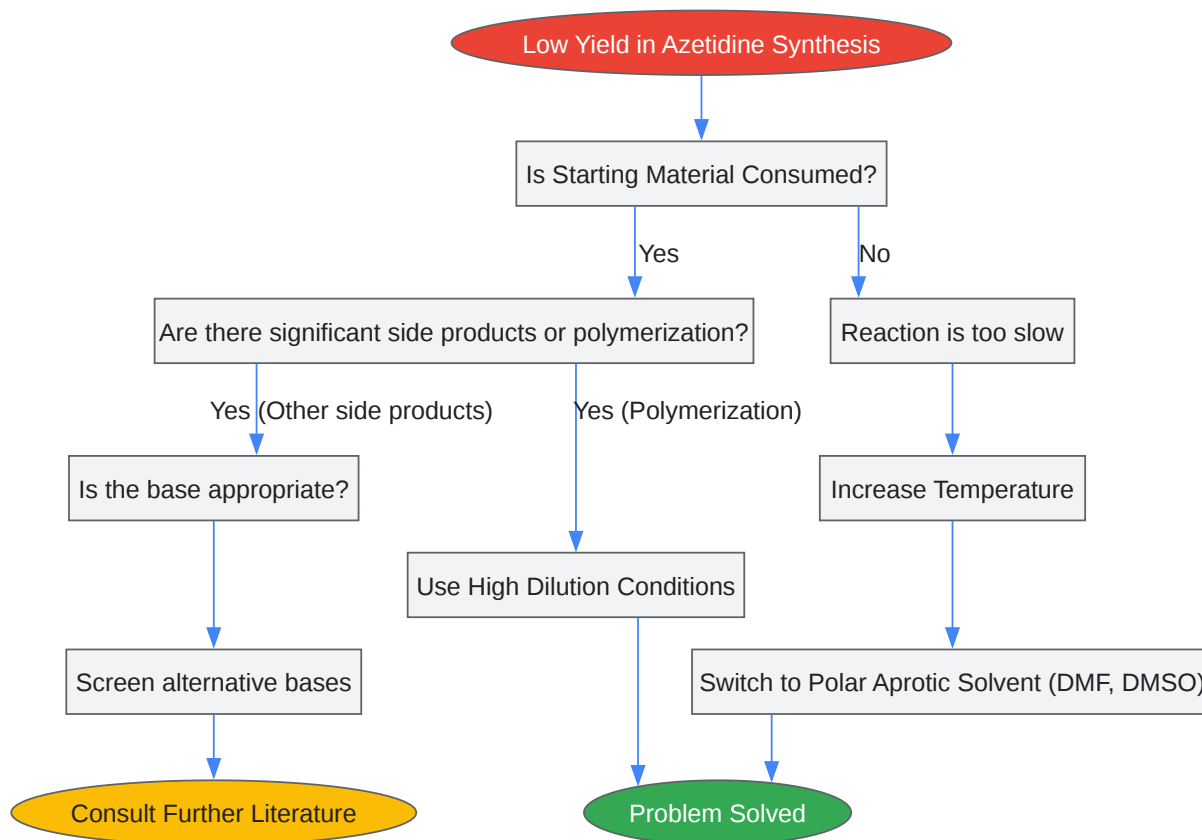 Low Yield in Azetidine Synthesis
Is Starting Material Consumed?
Yes
No
Are there significant side products or polymerization?
Reaction is too slow
Yes (Other side products)
Yes (Polymerization)
Is the base appropriate?
Increase Temperature
Use High Dilution Conditions
Screen alternative bases
Switch to Polar Aprotic Solvent (DMF, DMSO)
Consult Further Literature
Problem Solved